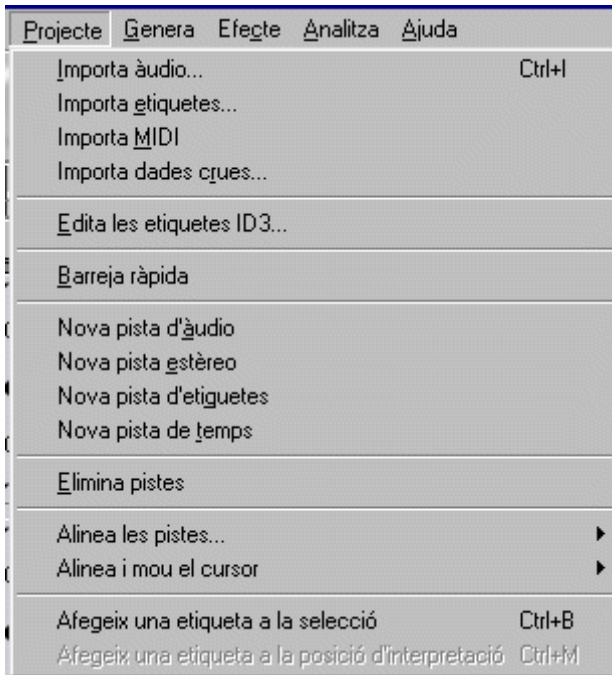 Projecte Genera Efecte Analitza Ajuda
Importa àudio... Ctrl+I
Importa etiquetes...
Importa MIDI
Importa dades crues...
Edita les etiquetes ID3...
Barreja ràpida
Nova pista d'àudio
Nova pista estèreo
Nova pista d'etiquetes
Nova pista de temps
Elimina pistes
Alinea les pistes...
Alinea i mou el cursor
Afegeix una etiqueta a la selecció Ctrl+B
Afegeix una etiqueta a la posició d'interpretació Ctrl+M